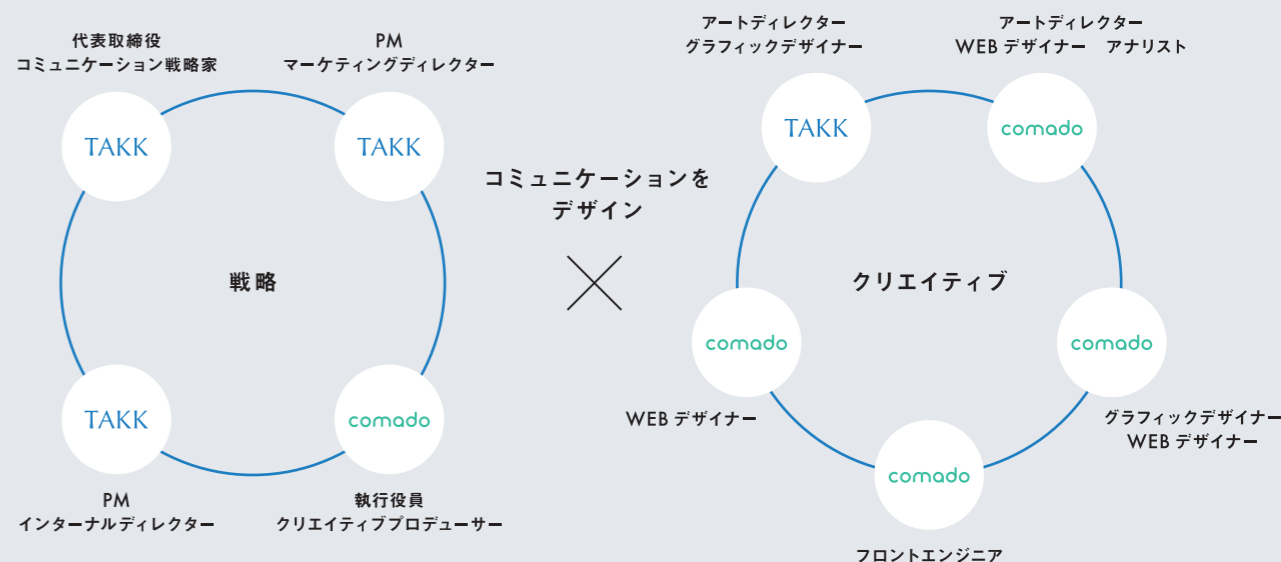 代表取締役
コミュニケーション戦略家
TAKK
PM
マーケティングディレクター
TAKK
戦略
TAKK
PM
インターナルディレクター
comado
執行役員
クリエイティブプロデューサー
コミュニケーションを
デザイン
アートディレクター
グラフィックデザイナー
TAKK
アートディレクター
WEB デザイナー アナリスト
comado
クリエイティブ
comado
WEB デザイナー
comado
グラフィックデザイナー
WEB デザイナー
comado
フロントエンジニア